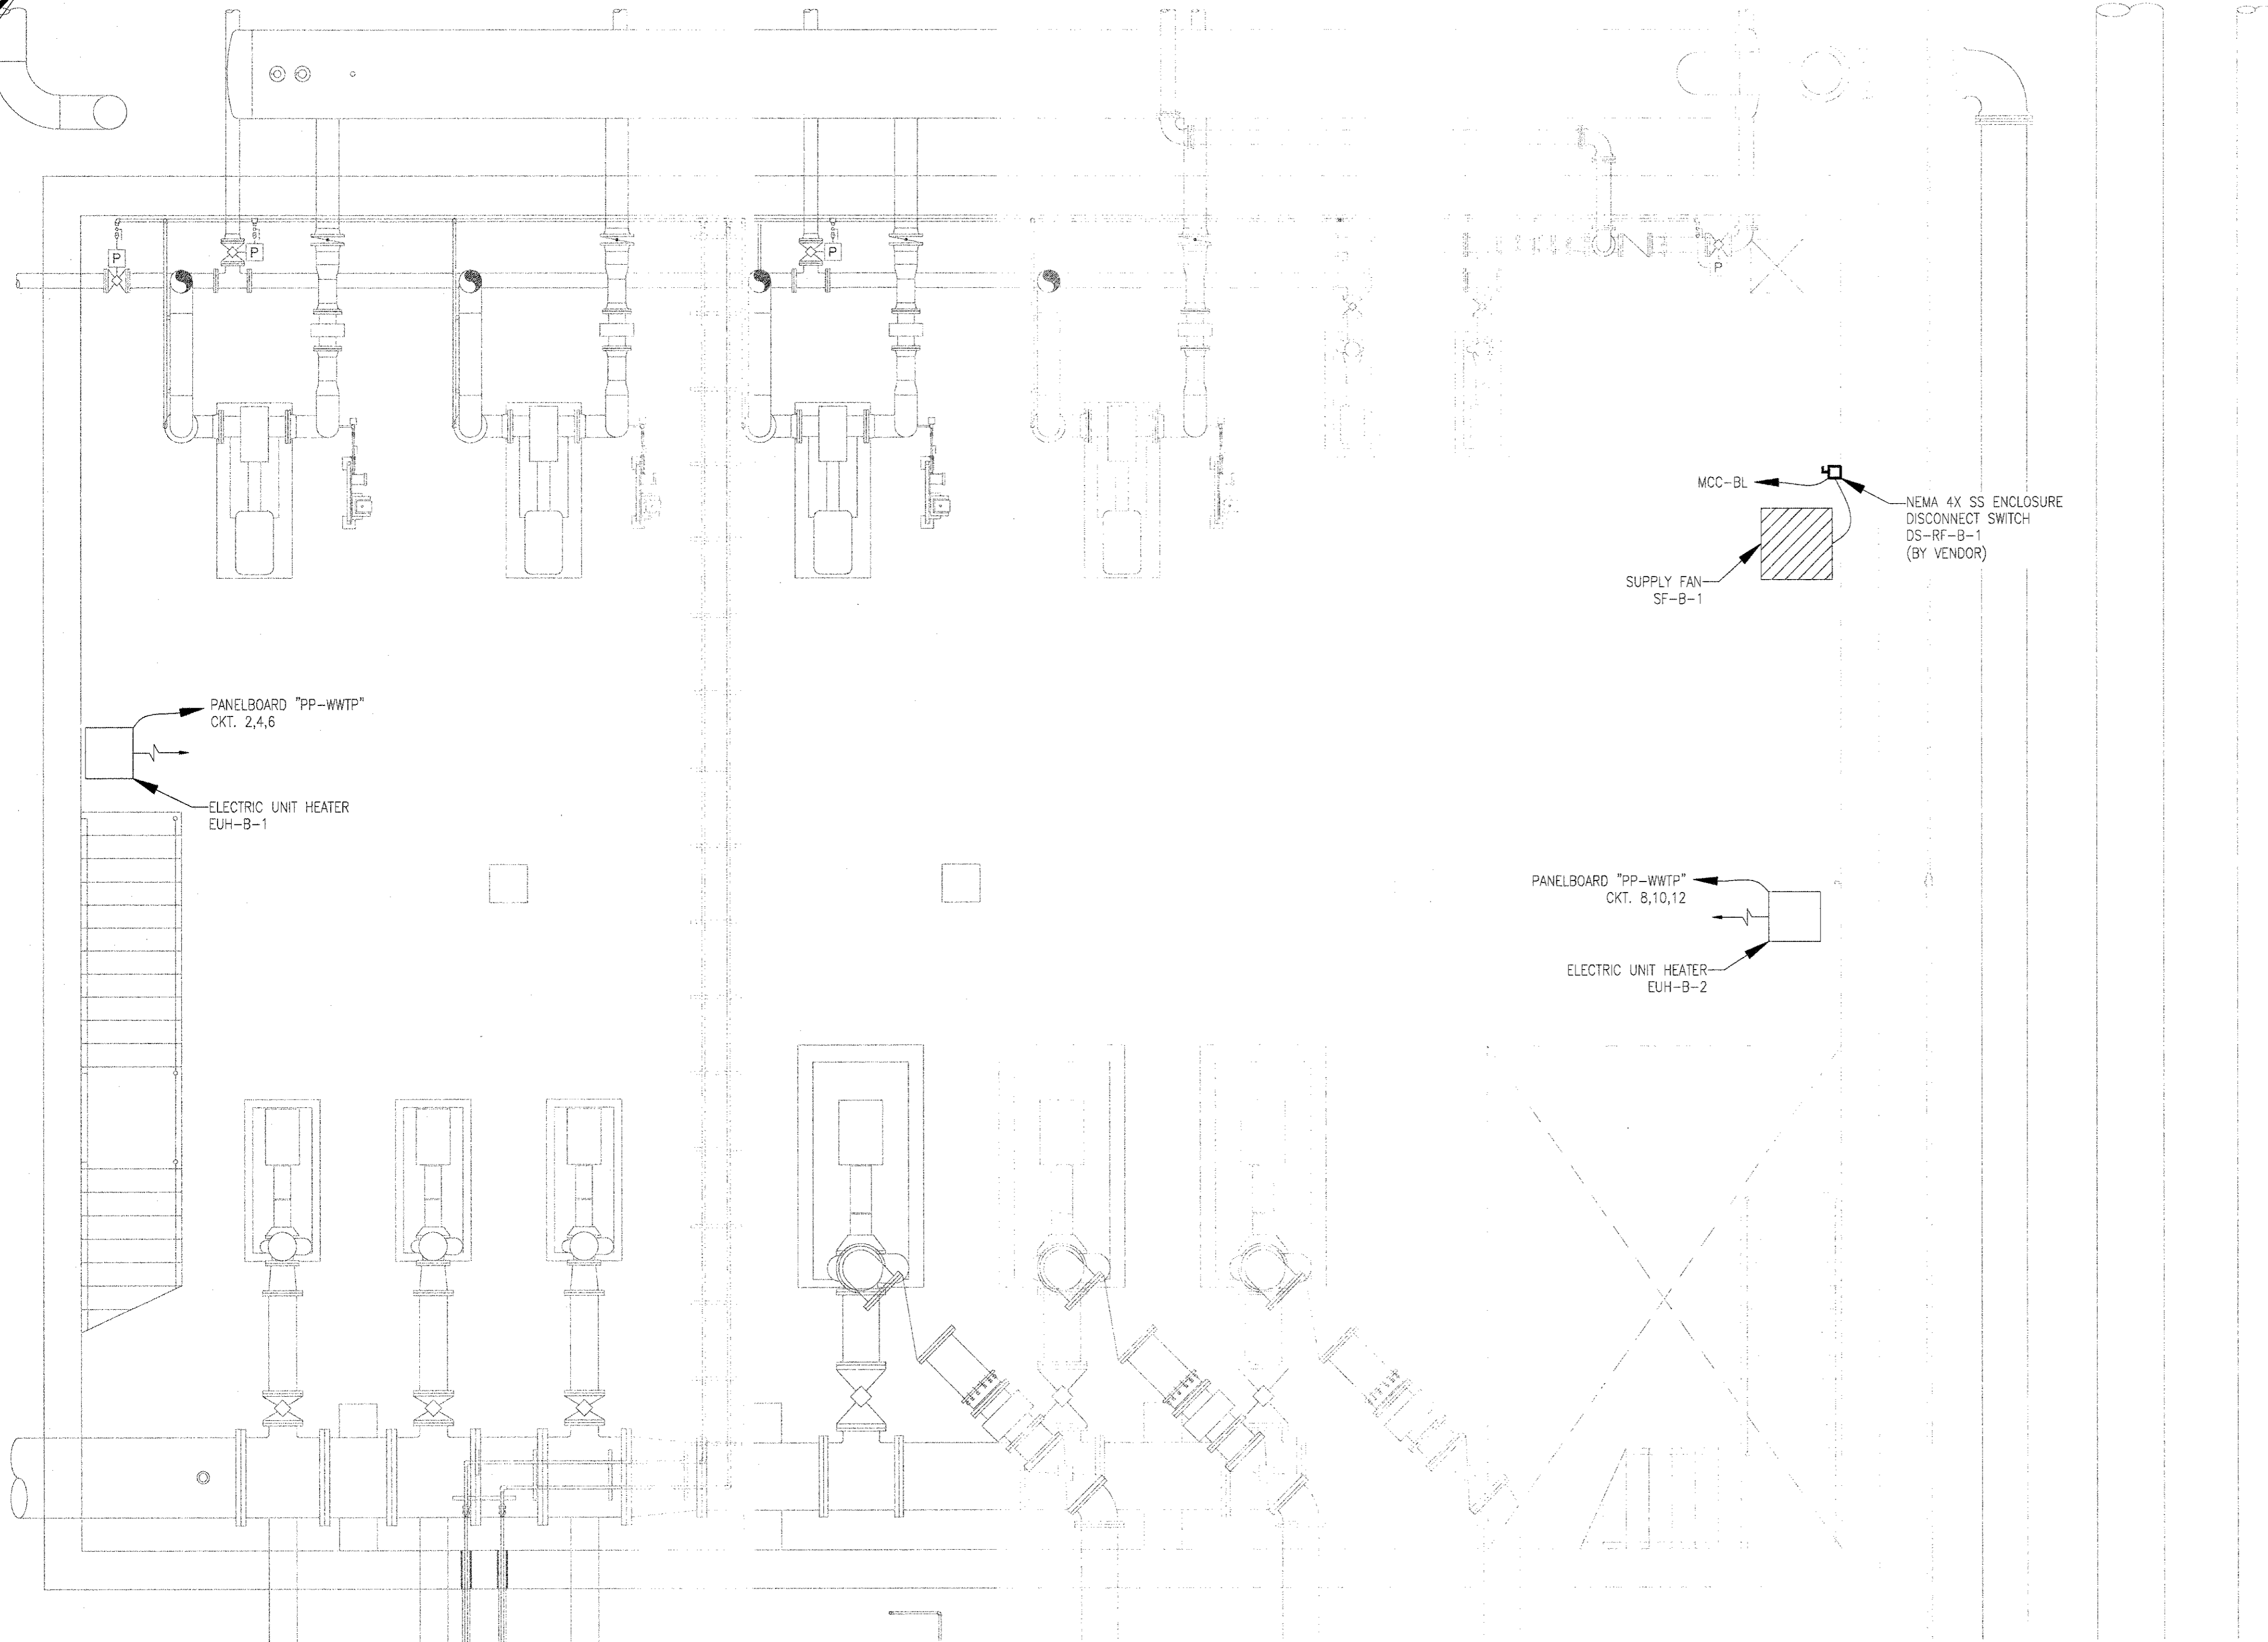 P
P
P
P
MCC-BL
NEMA 4X SS ENCLOSURE
DISCONNECT SWITCH
DS-RF-B-1
(BY VENDOR)
SUPPLY FAN
SF-B-1
PANELBOARD "PP-WWTP"
CKT. 2,4,6
ELECTRIC UNIT HEATER
EUH-B-1
PANELBOARD "PP-WWTP"
CKT. 8,10,12
ELECTRIC UNIT HEATER
EUH-B-2